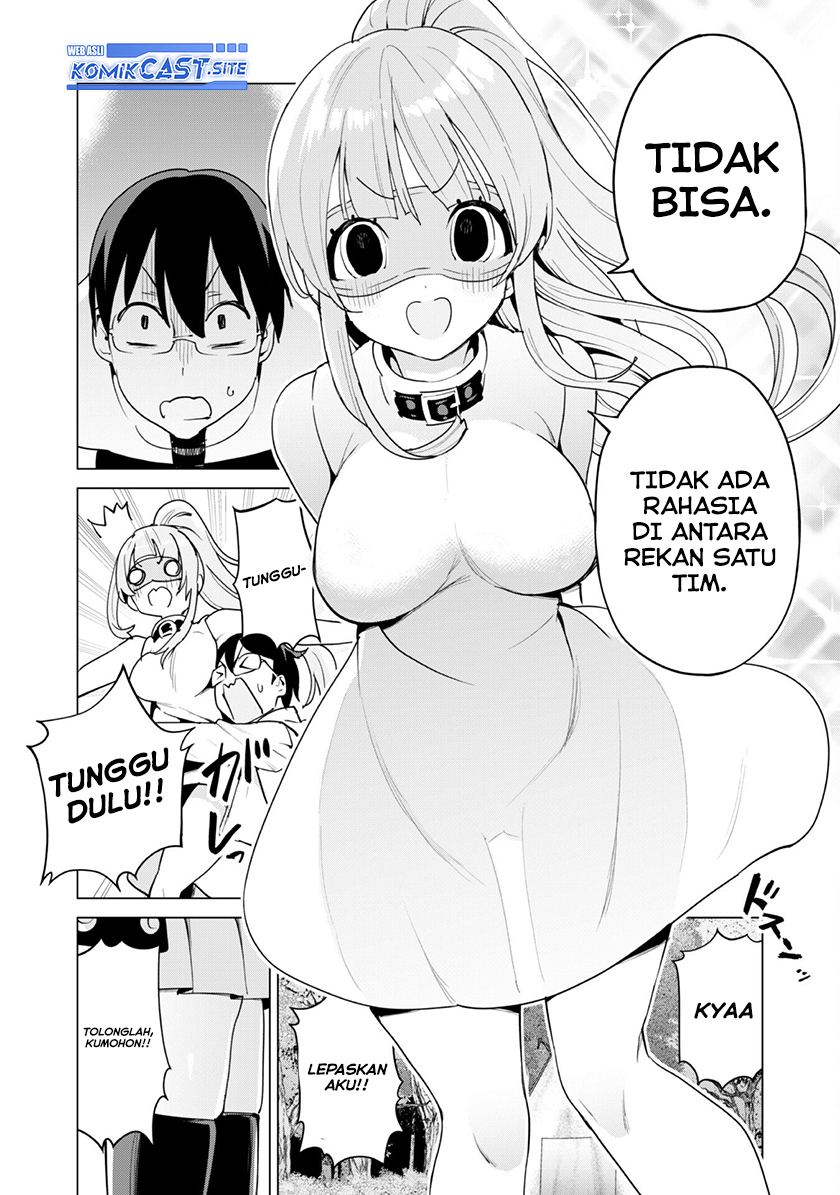 WEB ASLI
KOMIKCAST.SITE
TIDAK
BISA.
TIDAK ADA
RAHASIA
DI ANTARA
REKAN SATU
TIM.
TUNGGU-
TUNGGU
DULU!!
ガバッ
ドスーン
KYAA
LEPASKAN
AKU!!
TOLONGLAH,
KUMOHON!!